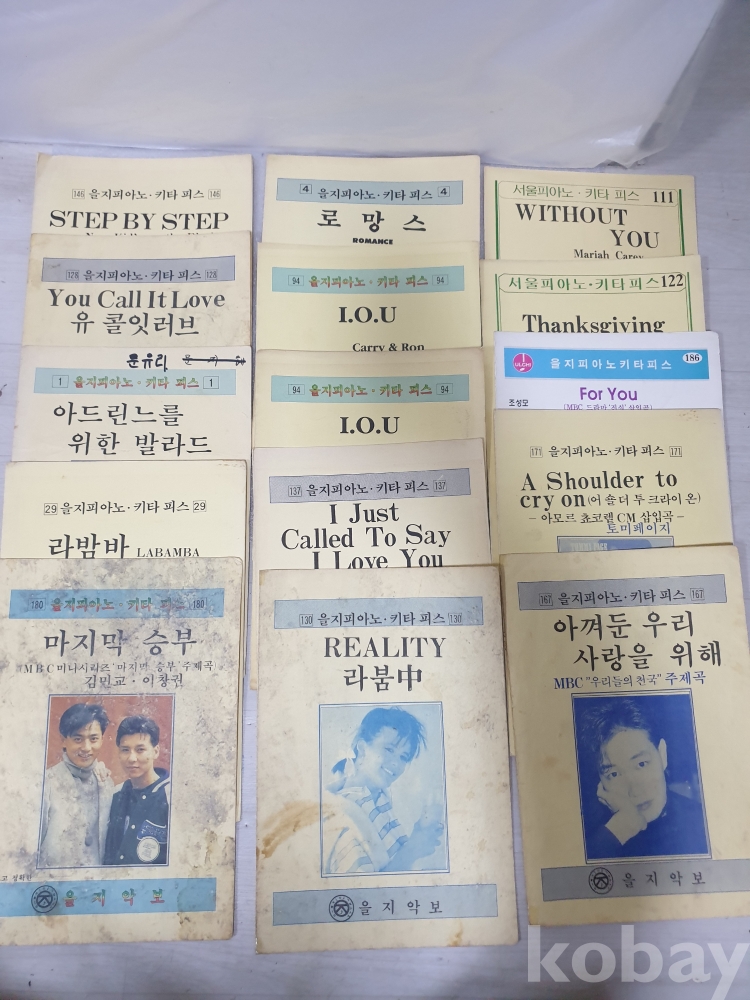 146 을지피아노·키타 피스 146
STEP BY STEP
128 을지피아노·키타 피스 128
You Call It Love
유 콜잇러브
문유리
1 을지피아노·키타 피스 1
아드린느를
위한 발라드
29 을지피아노·키타 피스 29
라밤바 LABAMBA
180 을지피아노·키타 피스 180
마지막 승부
(MBC 미니시리즈 '마지막 승부 주제곡)
김민교·이창권
을지악보
4 을지피아노·키타 피스 4
로망스
ROMANCE
94 을지피아노·키타 피스 94
I.O.U
Carry & Ron
94 을지피아노·키타 피스 94
I.O.U
137 을지피아노·키타 피스 137
I Just
Called To Say
I Love You
130 을지피아노·키타 피스 130
REALITY
라붐中
을지악보
서울피아노·키타 피스 111
WITHOUT
YOU
Mariah Carey
서울피아노·키타피스 122
Thanksgiving
ULCHI 을지피아노키타피스 186
For You
조성모
171 을지피아노·키타 피스 171
A Shoulder to
cry on (어 숄더 투 크라이 온)
- 아모르 쵸코렡 CM 삽입곡 -
토미페이지
167 을지피아노·키타 피스 167
아껴둔 우리
사랑을 위해
MBC "우리들의 천국" 주제곡
을지악보
kobay